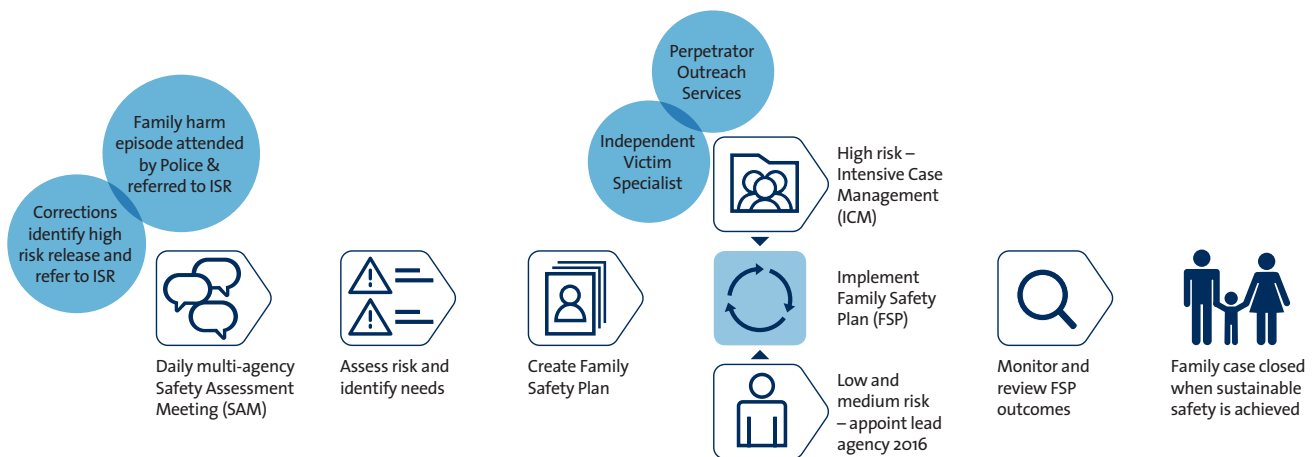 Family harm
episode attended
by Police &
referred to ISR
Corrections
identify high
risk release and
refer to ISR
Daily multi-agency
Safety Assessment
Meeting (SAM)
Assess risk and
identify needs
Create Family
Safety Plan
Perpetrator
Outreach
Services
Independent
Victim
Specialist
High risk –
Intensive Case
Management
(ICM)
Implement
Family Safety
Plan (FSP)
Low and
medium risk
– appoint lead
agency 2016
Monitor and
review FSP
outcomes
Family case closed
when sustainable
safety is achieved